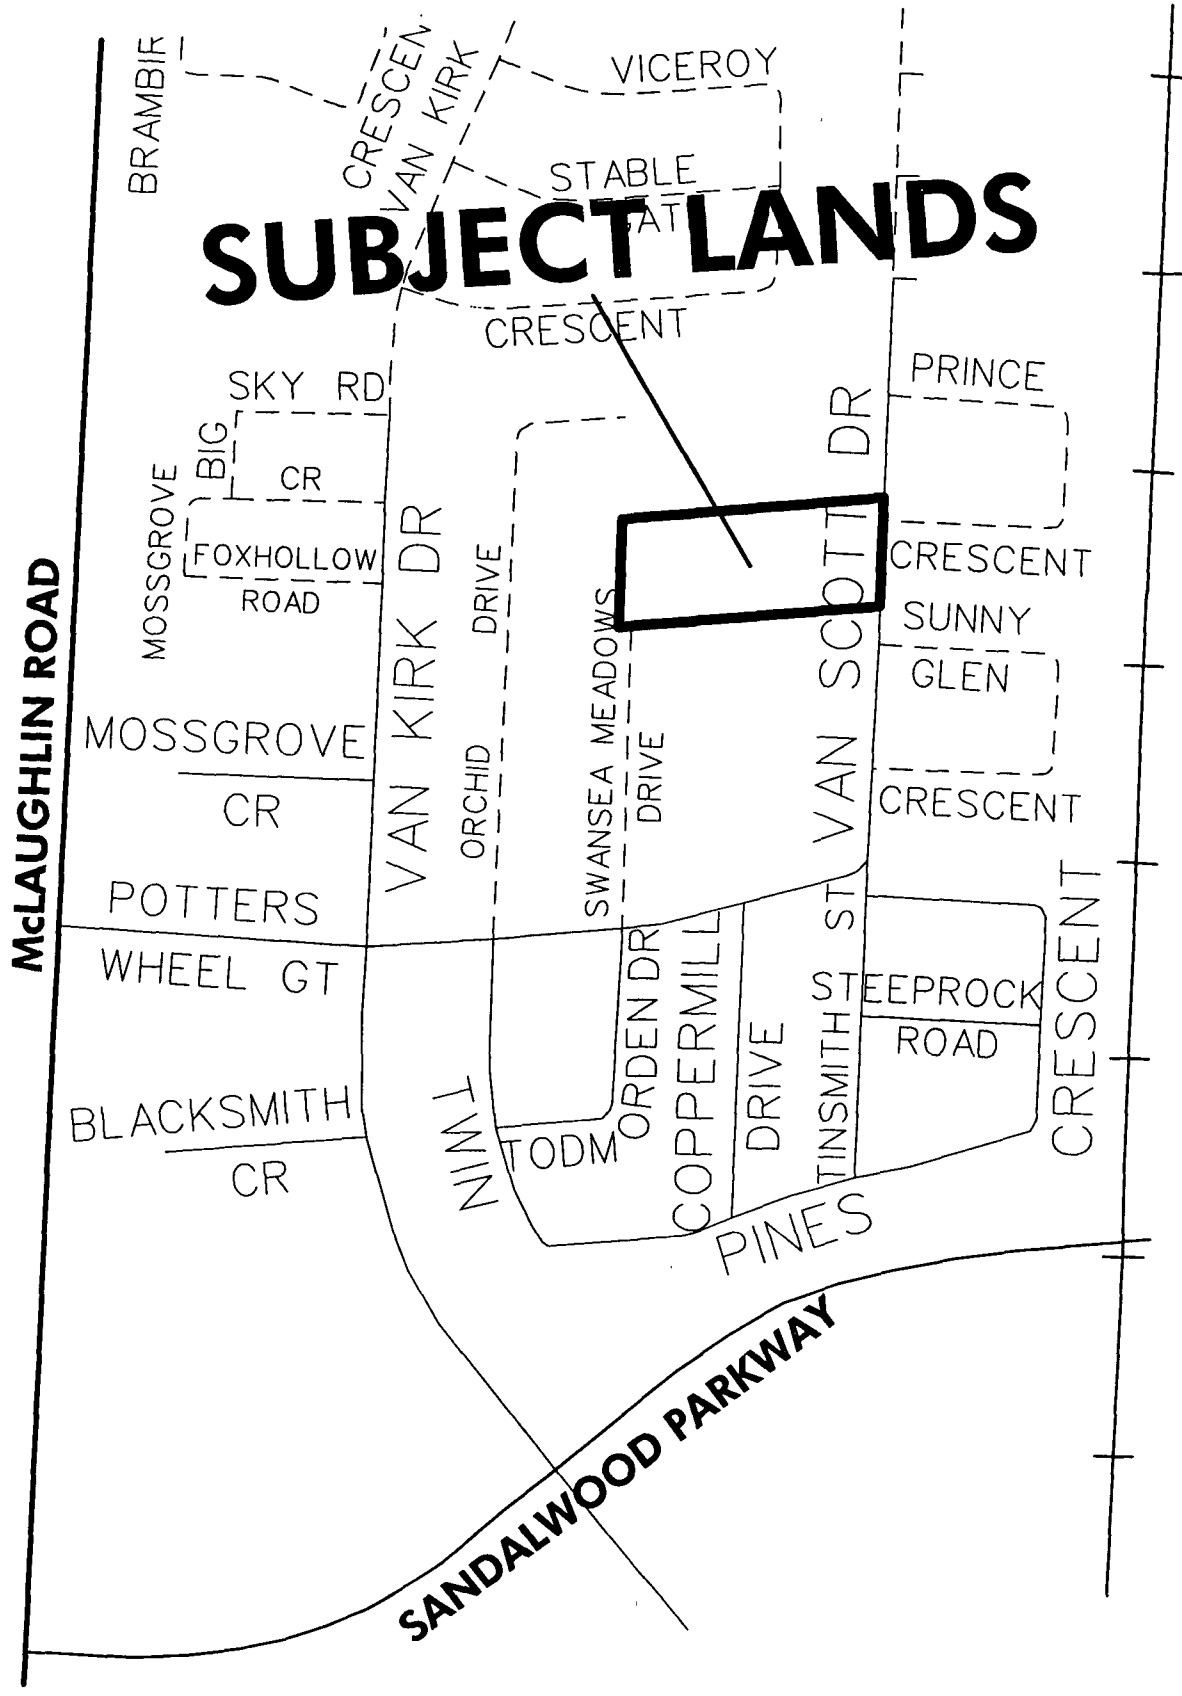 BRAMBIR
CRESCEN
VAN KIRK
VICEROY
STABLE
GAT
SUBJECT LANDS
CRESCENT
SKY RD
BIG
CR
MOSSGROVE
FOXHOLLOW
ROAD
VAN KIRK DR
ORCHID DRIVE
SWANSEA MEADOWS
DRIVE
VAN SCOTT DR
PRINCE
CRESCENT
SUNNY
GLEN
CRESCENT
McLAUGHLIN ROAD
MOSSGROVE
CR
POTTERS
WHEEL GT
BLACKSMITH
CR
TWIN
TODM
ORDEN DR
COPPERMILL
DRIVE
TINSMITH ST
STEEPROCK
ROAD
CRESCENT
PINES
SANDALWOOD PARKWAY